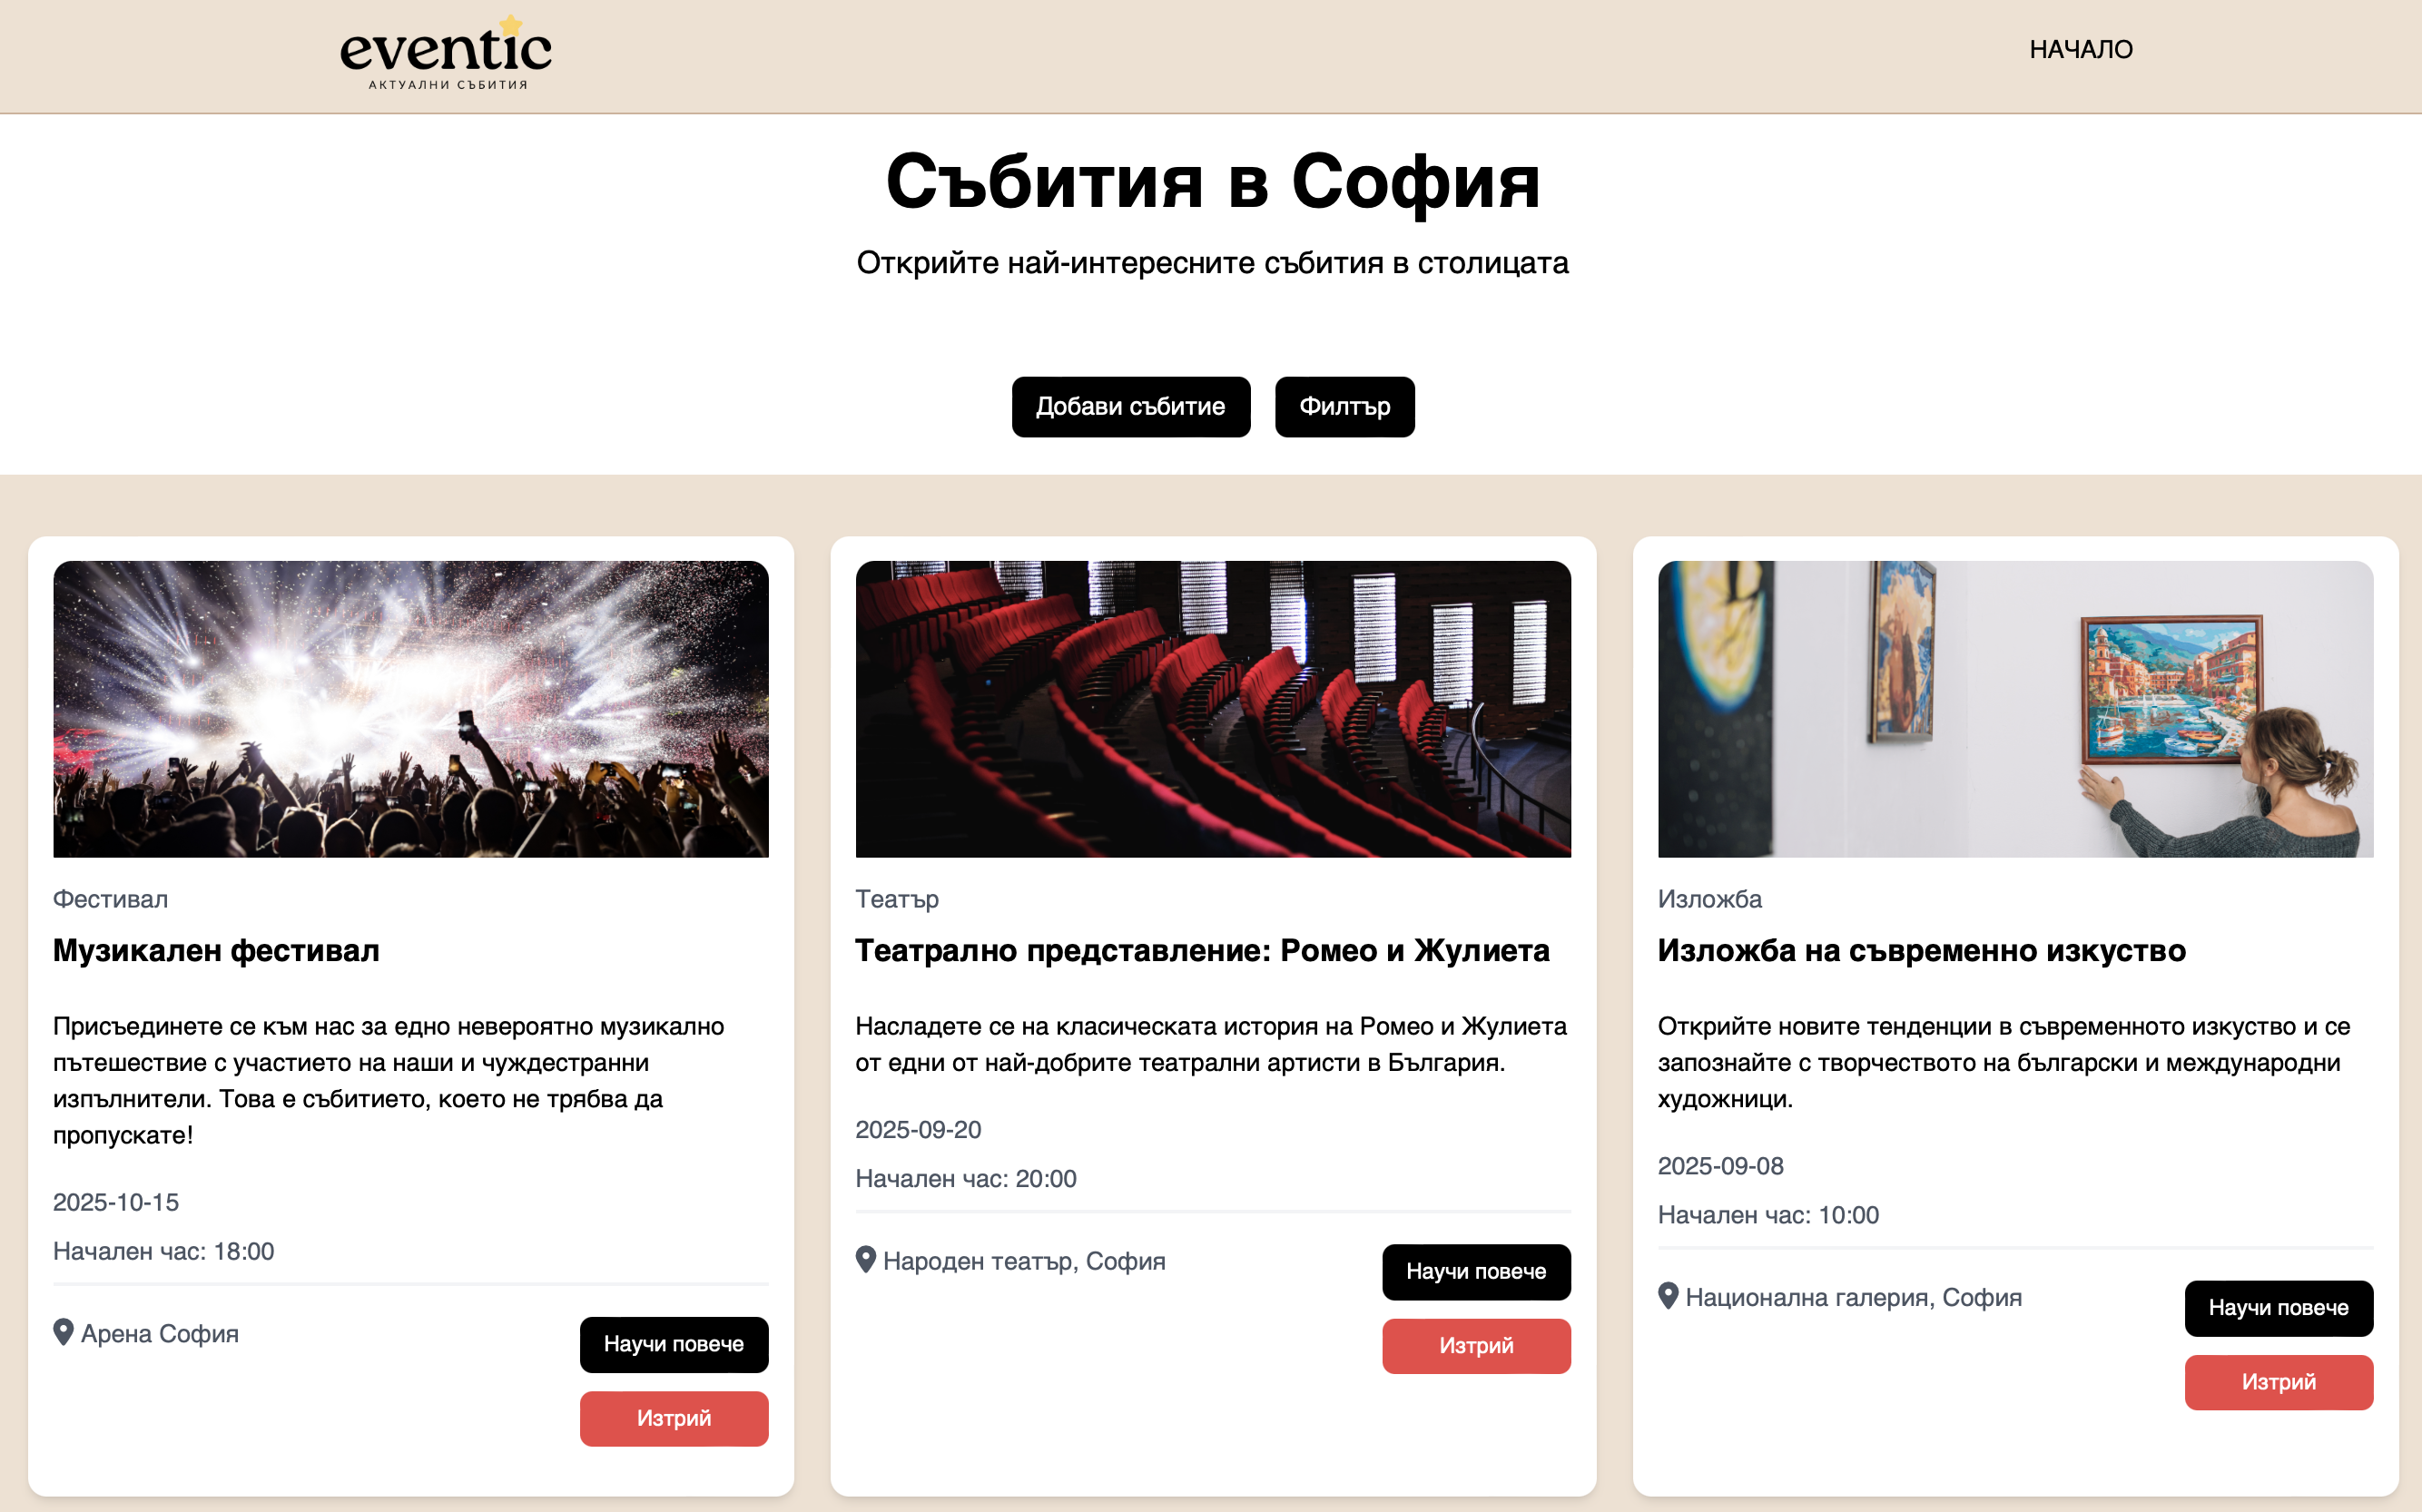 eventic
АКТУАЛНИ СЪБИТИЯ
НАЧАЛО
Събития в София
Открийте най-интересните събития в столицата
Добави събитие
Филтър
Фестивал
Музикален фестивал
Присъединете се към нас за едно невероятно музикално
пътешествие с участието на наши и чуждестранни
изпълнители. Това е събитието, което не трябва да
пропускате!
2025-10-15
Начален час: 18:00
Арена София
Научи повече
Изтрий
Театър
Театрално представление: Ромео и Жулиета
Насладете се на класическата история на Ромео и Жулиета
от едни от най-добрите театрални артисти в България.
2025-09-20
Начален час: 20:00
Народен театър, София
Научи повече
Изтрий
Изложба
Изложба на съвременно изкуство
Открийте новите тенденции в съвременното изкуство и се
запознайте с творчеството на български и международни
художници.
2025-09-08
Начален час: 10:00
Национална галерия, София
Научи повече
Изтрий